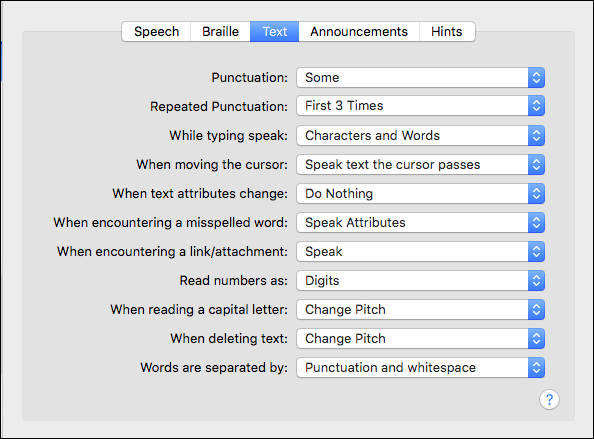 Speech Braille Text Announcements Hints
Punctuation: Some
Repeated Punctuation: First 3 Times
While typing speak: Characters and Words
When moving the cursor: Speak text the cursor passes
When text attributes change: Do Nothing
When encountering a misspelled word: Speak Attributes
When encountering a link/attachment: Speak
Read numbers as: Digits
When reading a capital letter: Change Pitch
When deleting text: Change Pitch
Words are separated by: Punctuation and whitespace
?